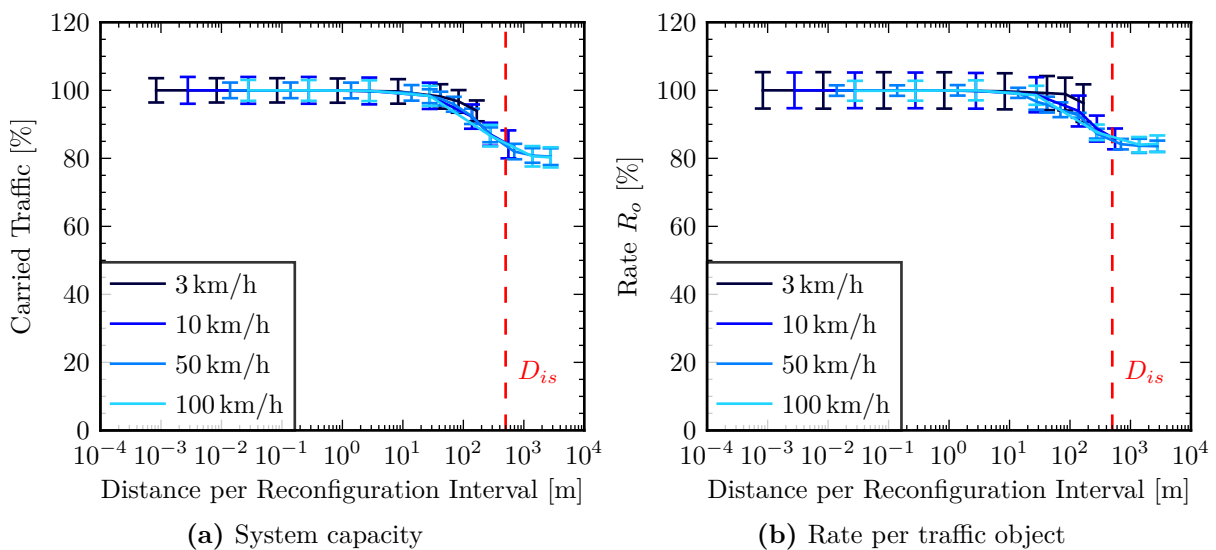 120
100
80
60
40
20
0
Carried Traffic [%]
3 km/h
10 km/h
50 km/h
100 km/h
D_{is}
10^{−4} 10^{−3} 10^{−2} 10^{−1} 10^{0} 10^{1} 10^{2} 10^{3} 10^{4}
Distance per Reconfiguration Interval [m]
(a) System capacity
120
100
80
60
40
20
0
Rate R_o [%]
3 km/h
10 km/h
50 km/h
100 km/h
D_{is}
10^{−4} 10^{−3} 10^{−2} 10^{−1} 10^{0} 10^{1} 10^{2} 10^{3} 10^{4}
Distance per Reconfiguration Interval [m]
(b) Rate per traffic object